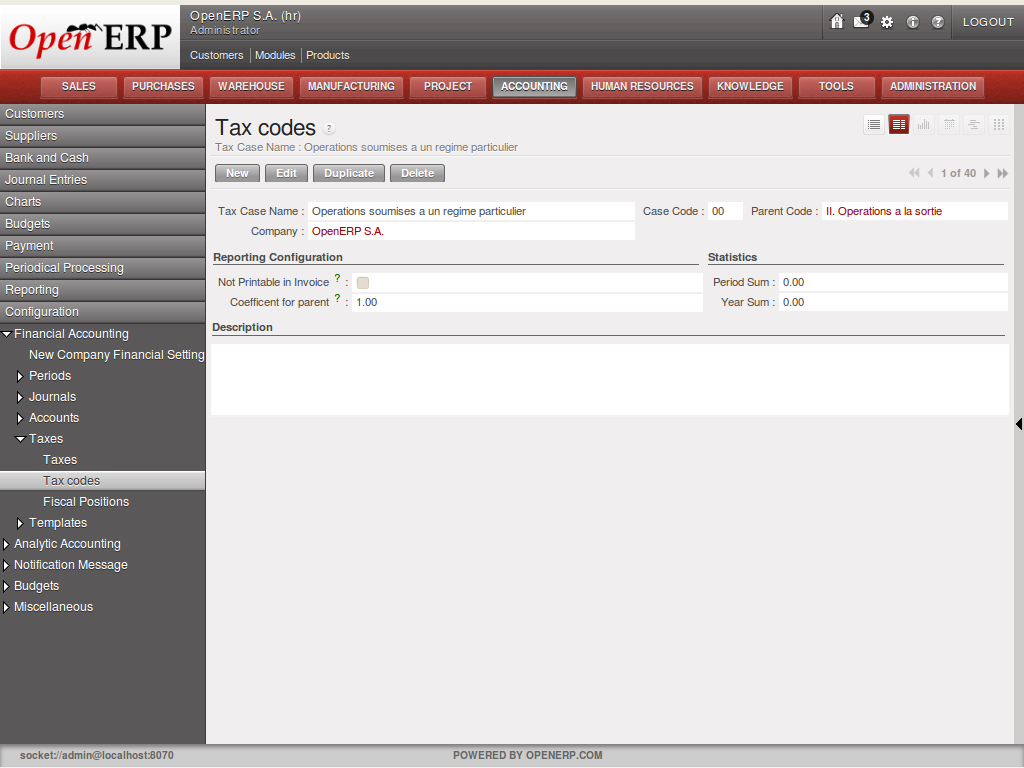 Open ERP
OpenERP S.A. (hr)
Administrator
Customers | Modules | Products
3
LOGOUT
SALES PURCHASES WAREHOUSE MANUFACTURING PROJECT ACCOUNTING HUMAN RESOURCES KNOWLEDGE TOOLS ADMINISTRATION
Customers
Suppliers
Bank and Cash
Journal Entries
Charts
Budgets
Payment
Periodical Processing
Reporting
Configuration
Financial Accounting
New Company Financial Setting
Periods
Journals
Accounts
Taxes
Taxes
Tax codes
Fiscal Positions
Templates
Analytic Accounting
Notification Message
Budgets
Miscellaneous
Tax codes ?
Tax Case Name : Operations soumises a un regime particulier
New Edit Duplicate Delete
1 of 40
Tax Case Name : Operations soumises a un regime particulier Case Code : 00 Parent Code : II. Operations a la sortie
Company : OpenERP S.A.
Reporting Configuration Statistics
Not Printable in Invoice ? : Period Sum : 0.00
Coefficent for parent ? : 1.00 Year Sum : 0.00
Description
socket://admin@localhost:8070
POWERED BY OPENERP.COM